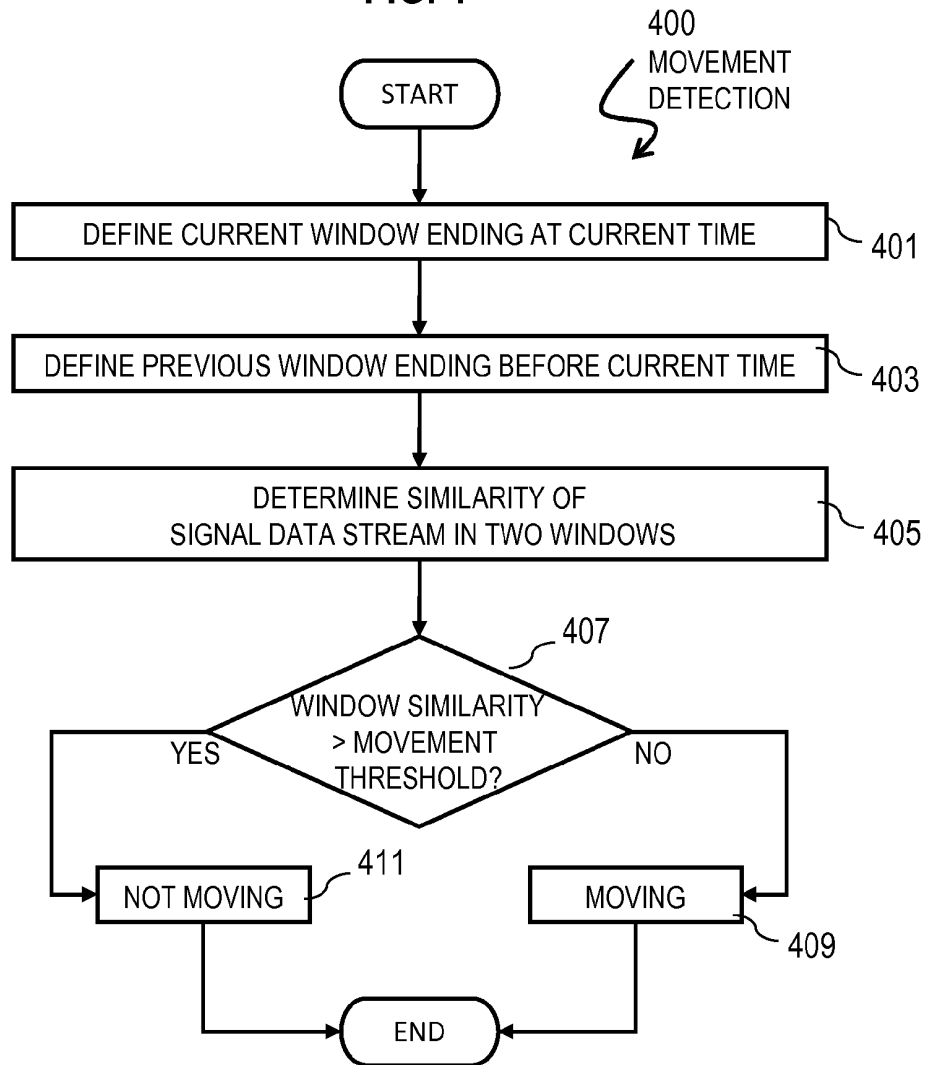 400
MOVEMENT
DETECTION
START
DEFINE CURRENT WINDOW ENDING AT CURRENT TIME
401
DEFINE PREVIOUS WINDOW ENDING BEFORE CURRENT TIME
403
DETERMINE SIMILARITY OF
SIGNAL DATA STREAM IN TWO WINDOWS
405
407
WINDOW SIMILARITY
> MOVEMENT
THRESHOLD?
YES
NO
NOT MOVING
411
MOVING
409
END